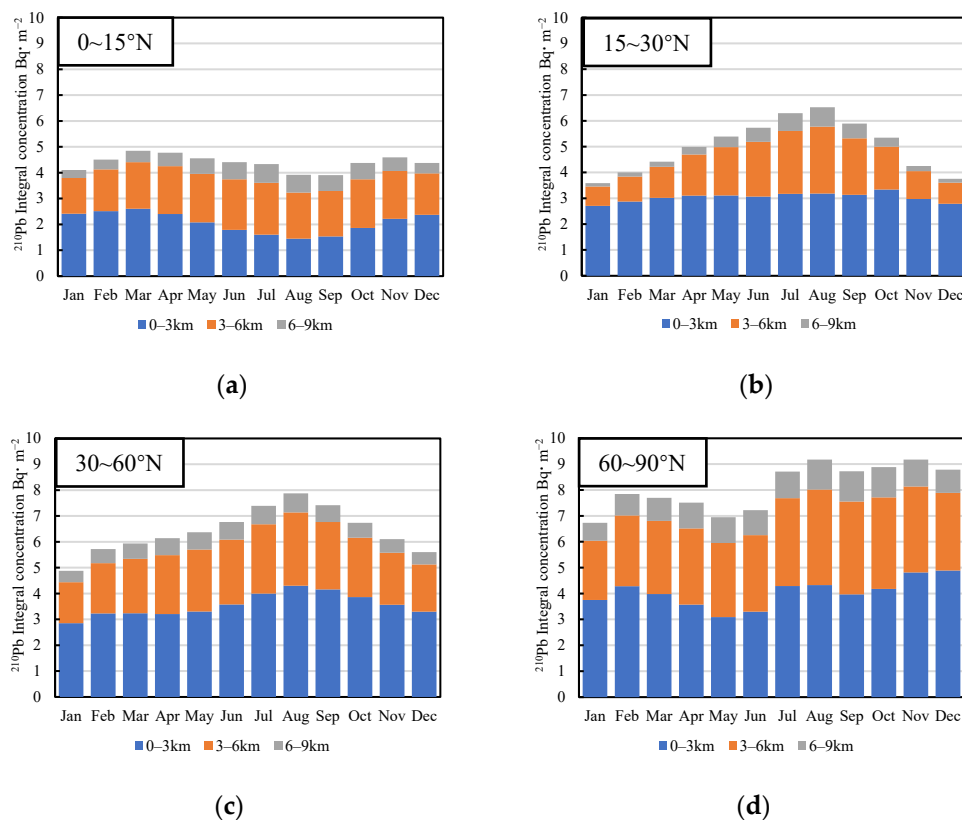 0~15°N
²¹⁰Pb Integral concentration Bq· m⁻²
10
9
8
7
6
5
4
3
2
1
0
Jan Feb Mar Apr May Jun Jul Aug Sep Oct Nov Dec
0–3km 3–6km 6–9km
(a)
15~30°N
²¹⁰Pb Integral concentration Bq· m⁻²
10
9
8
7
6
5
4
3
2
1
0
Jan Feb Mar Apr May Jun Jul Aug Sep Oct Nov Dec
0–3km 3–6km 6–9km
(b)
30~60°N
²¹⁰Pb Integral concentration Bq· m⁻²
10
9
8
7
6
5
4
3
2
1
0
Jan Feb Mar Apr May Jun Jul Aug Sep Oct Nov Dec
0–3km 3–6km 6–9km
(c)
60~90°N
²¹⁰Pb Integral concentration Bq· m⁻²
10
9
8
7
6
5
4
3
2
1
0
Jan Feb Mar Apr May Jun Jul Aug Sep Oct Nov Dec
0–3km 3–6km 6–9km
(d)